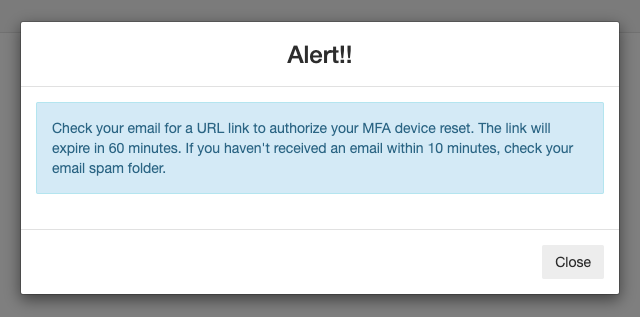 Alert!!
Check your email for a URL link to authorize your MFA device reset. The link will
expire in 60 minutes. If you haven't received an email within 10 minutes, check your
email spam folder.
Close